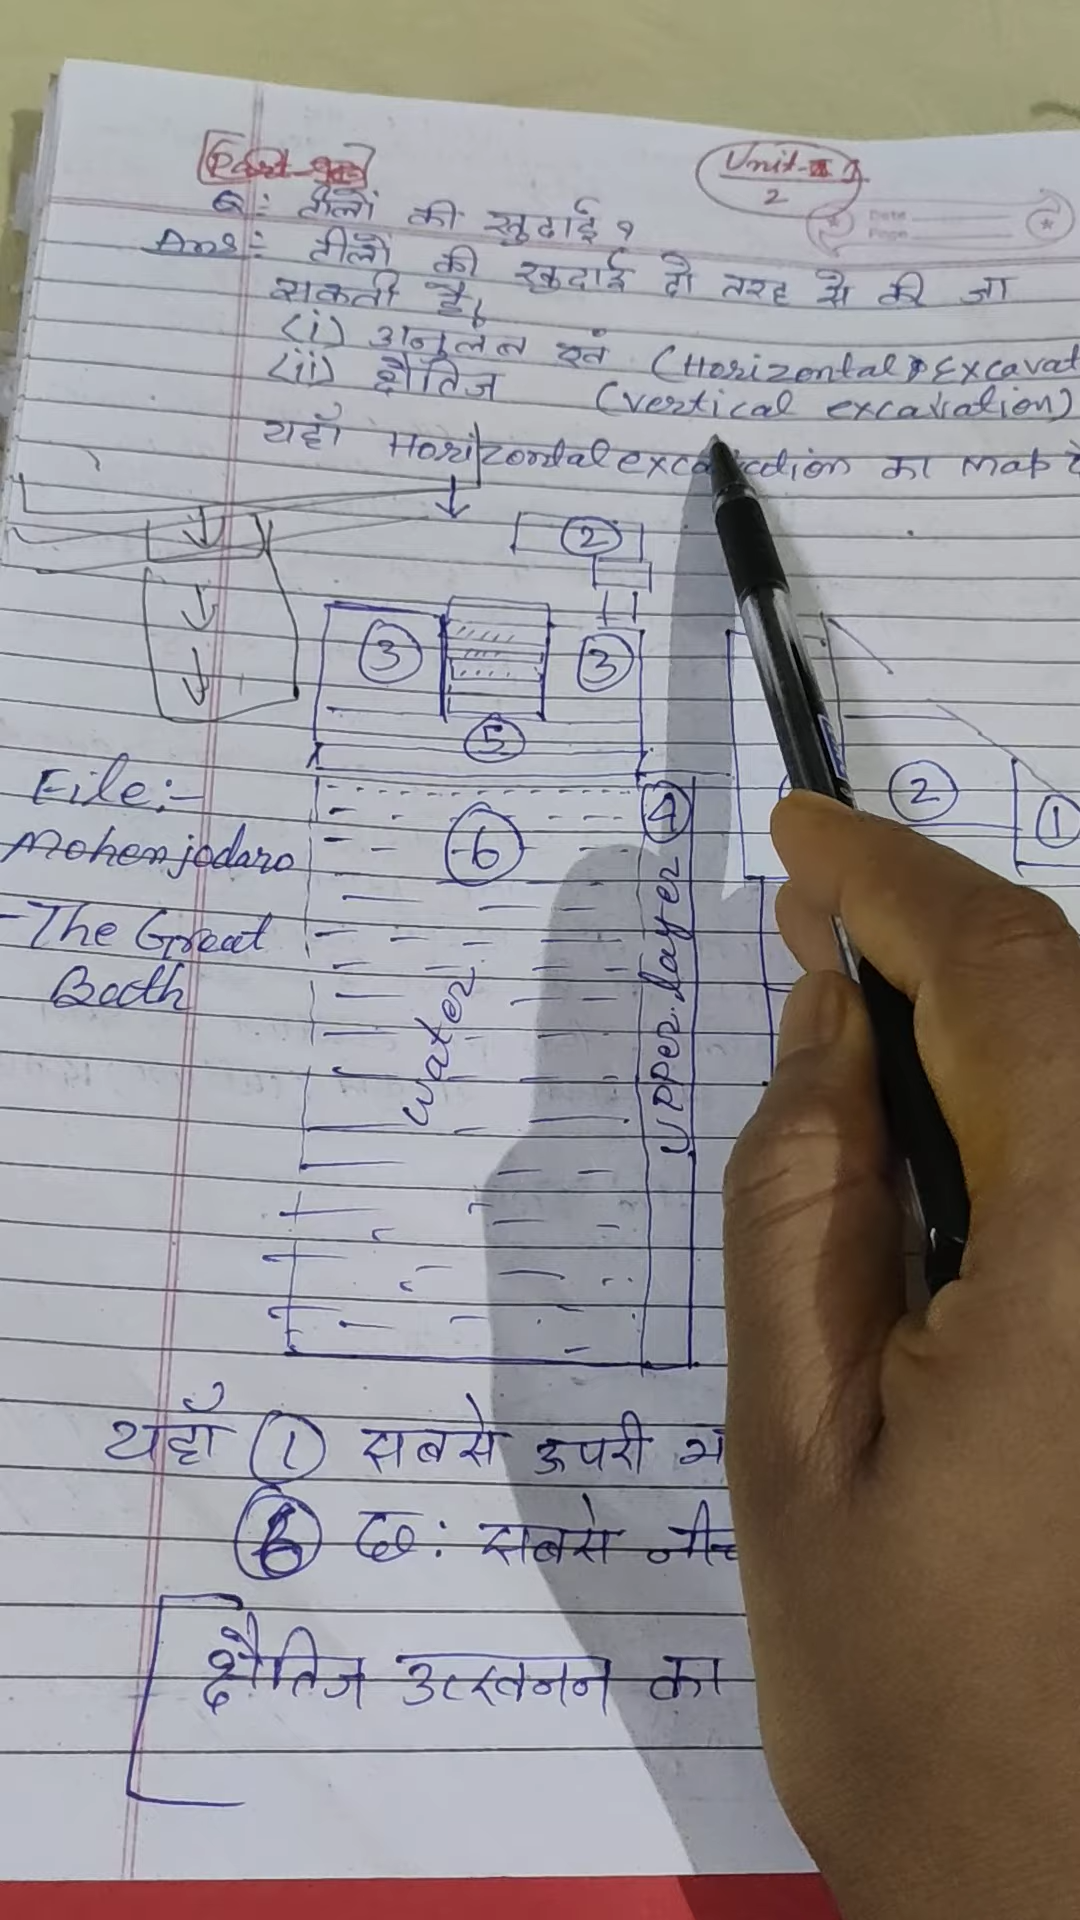 Unit-1
2
Q: टीलों की खुदाई ?
Ans: टीलों की खुदाई दो तरह से की जा
सकती है,
(i) अनुलंब एवं (Horizontal Excavat
(ii) क्षैतिज (Vertical excavation)
यहाँ Horizontal excavation का map
2
3
3
5
6
4
2
1
File:-
Mohenjodaro
-The Great
Bath
Water
Upper layer
यहाँ 1 सबसे ऊपरी
6 छ: सबसे
क्षैतिज उत्खनन का